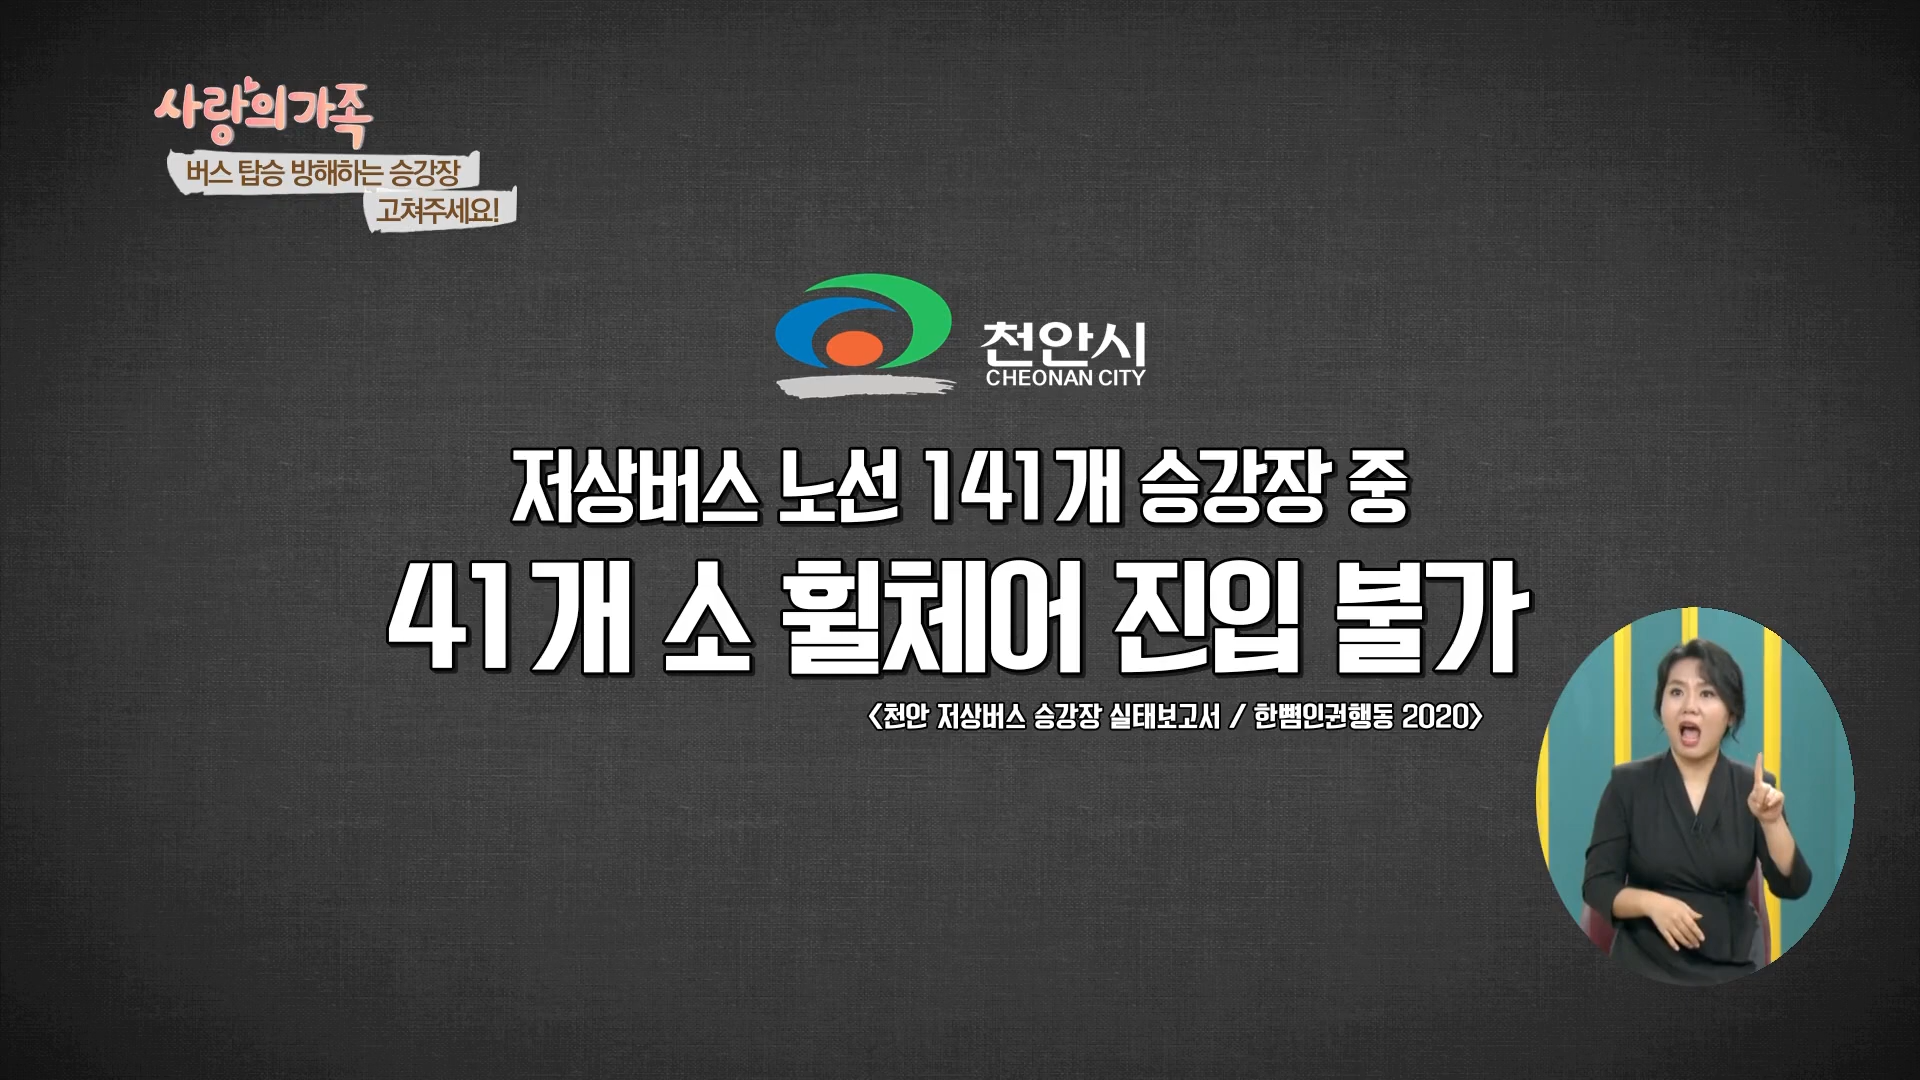 사랑의 가족
버스 탑승 방해하는 승강장
고쳐주세요!
천안시
CHEONAN CITY
저상버스 노선 141개 승강장 중
41개 소 휠체어 진입 불가
<천안 저상버스 승강장 실태보고서 / 한뼘인권행동 2020>